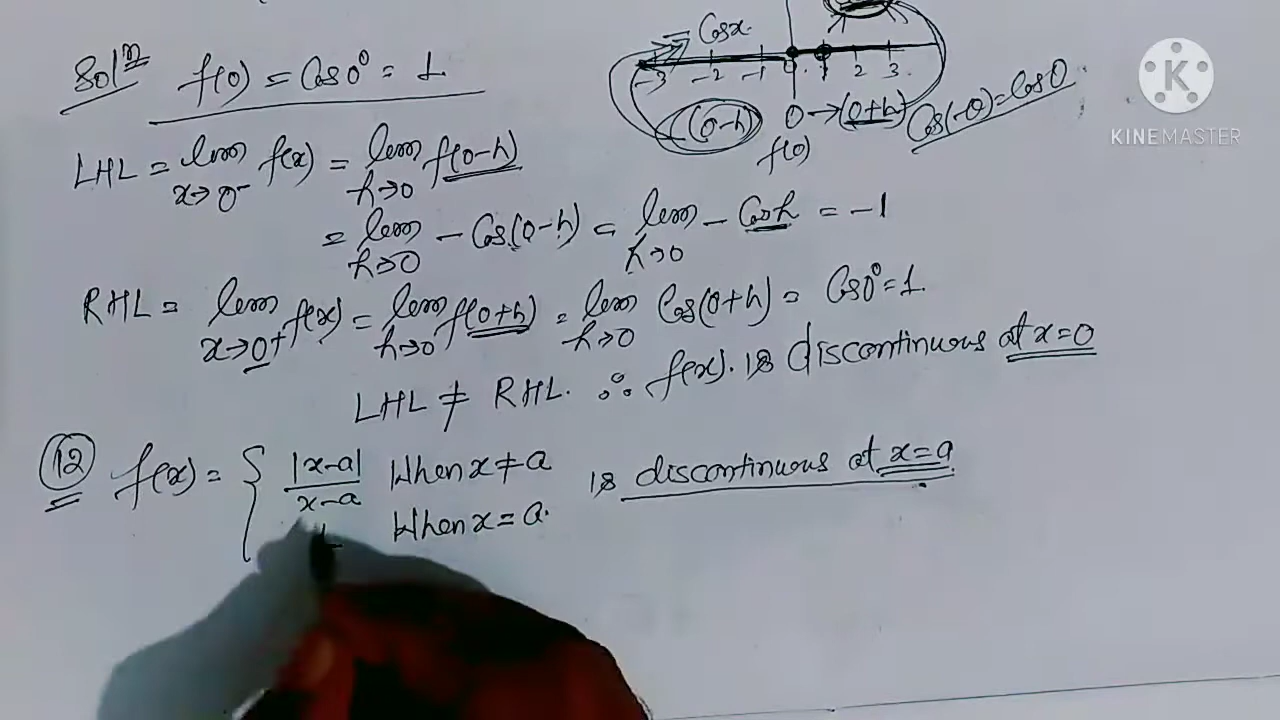 = Cosx.
-3 -2 -1 0 1 2 3
Solⁿ f(0) = Cos0° = 1
(0-h) 0→(0+h) Cos(-θ)=Cosθ
f(0)
K
KINEMASTER
LHL = lim x→0⁻ f(x) = lim h→0 f(0-h)
= lim h→0 - Cos(0-h) = lim h→0 - Cosh = -1
RHL = lim x→0+ f(x) = lim h→0 f(0+h) = lim h→0 Cos(0+h) = Cos0° = 1.
LHL ≠ RHL. ∴ f(x). is discontinuous at x=0
(12) f(x) = { |x-a| / x-a When x ≠ a is discontinuous at x=a
1 When x = a.